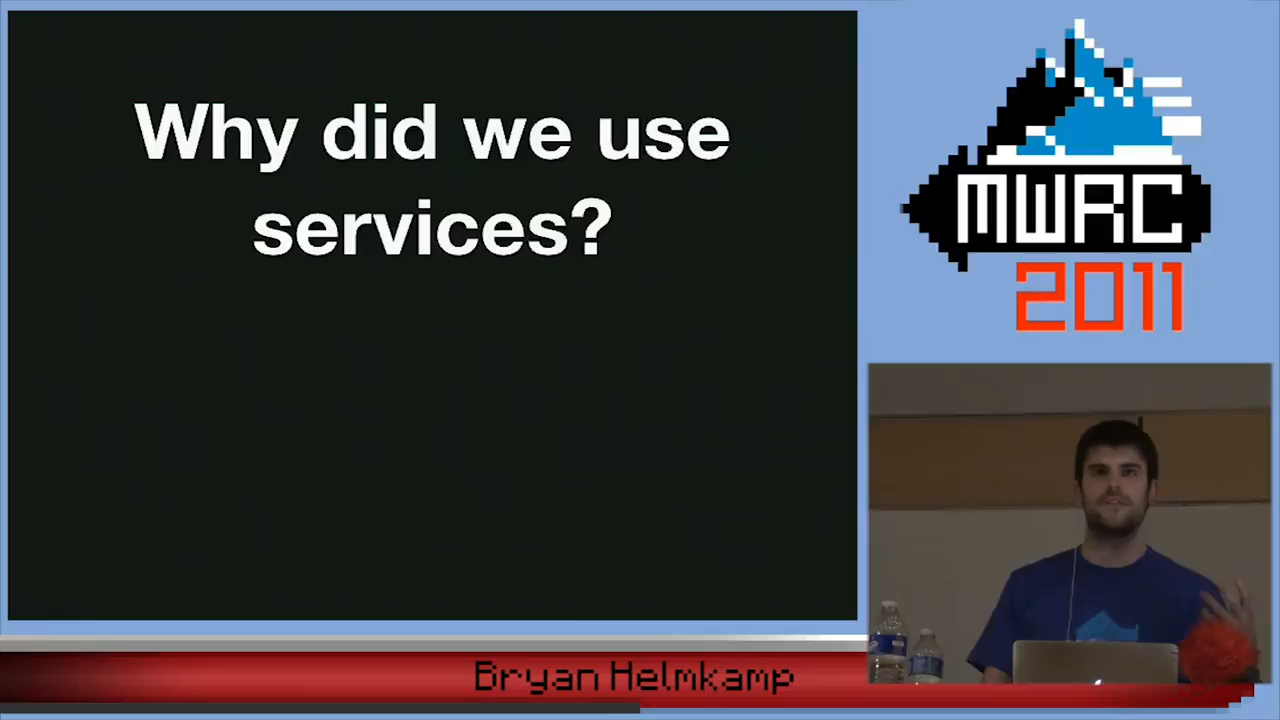 Why did we use
services?
MWRC
2011
Bryan Helmkamp